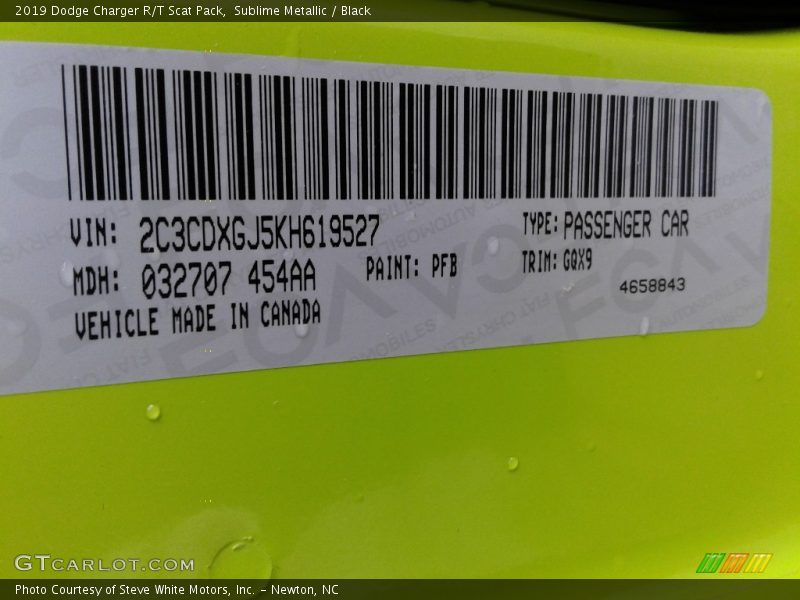 2019 Dodge Charger R/T Scat Pack,  Sublime Metallic / Black
VIN: 2C3CDXGJ5KH619527
TYPE: PASSENGER CAR
MDH: 032707 454AA
PAINT: PFB
TRIM: GQX9
4658843
VEHICLE MADE IN CANADA
GTCARLOT.COM
Photo Courtesy of Steve White Motors, Inc. – Newton, NC